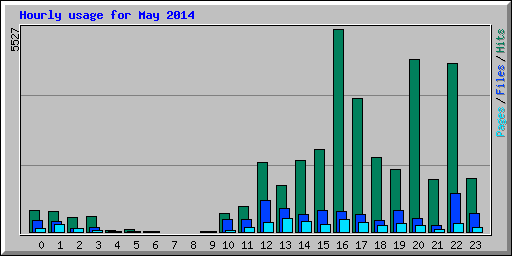 Hourly usage for May 2014
5527
Pages/Files/Hits
0 1 2 3 4 5 6 7 8 9 10 11 12 13 14 15 16 17 18 19 20 21 22 23